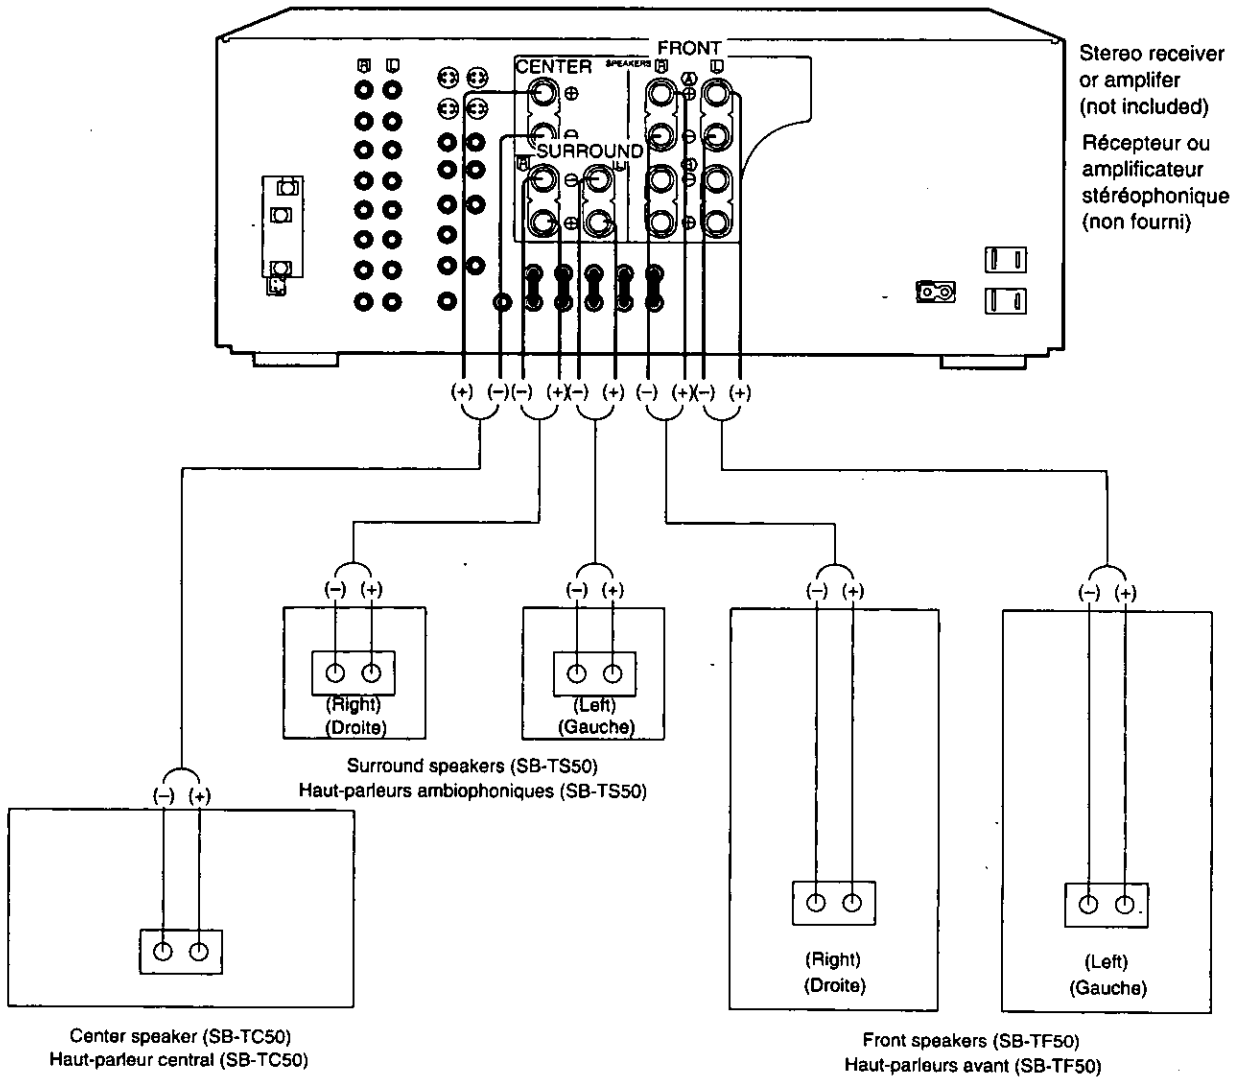 FRONT
CENTER
SPEAKERS
R L
R L
SURROUND
R L
A
Stereo receiver
or amplifer
(not included)
Récepteur ou
amplificateur
stéréophonique
(non fourni)
(+) (−) (−) (+) (−) (+) (−) (+) (−) (+)
(−) (+)
(Right)
(Droite)
(−) (+)
(Left)
(Gauche)
Surround speakers (SB-TS50)
Haut-parleurs ambiophoniques (SB-TS50)
(−) (+)
Center speaker (SB-TC50)
Haut-parleur central (SB-TC50)
(−) (+)
(Right)
(Droite)
(−) (+)
(Left)
(Gauche)
Front speakers (SB-TF50)
Haut-parleurs avant (SB-TF50)